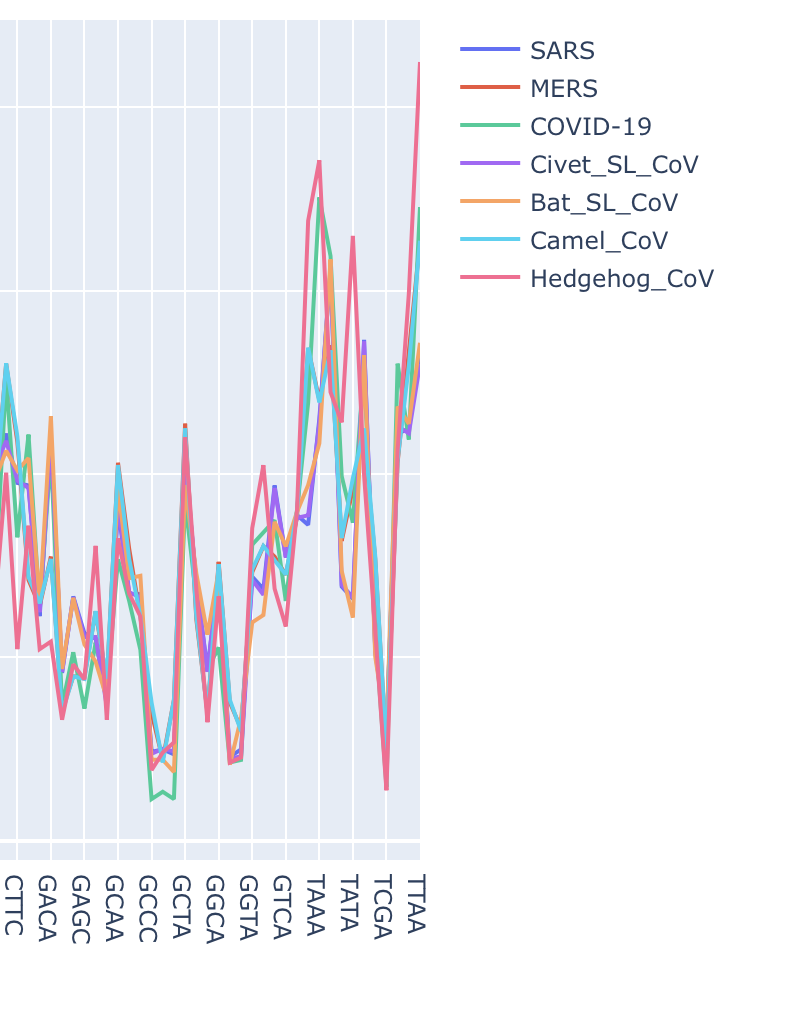 SARS
MERS
COVID-19
Civet_SL_CoV
Bat_SL_CoV
Camel_CoV
Hedgehog_CoV
CTTC
GACA
GAGC
GCAA
GCCC
GCTA
GGCA
GGTA
GTCA
TAAA
TATA
TCGA
TTAA